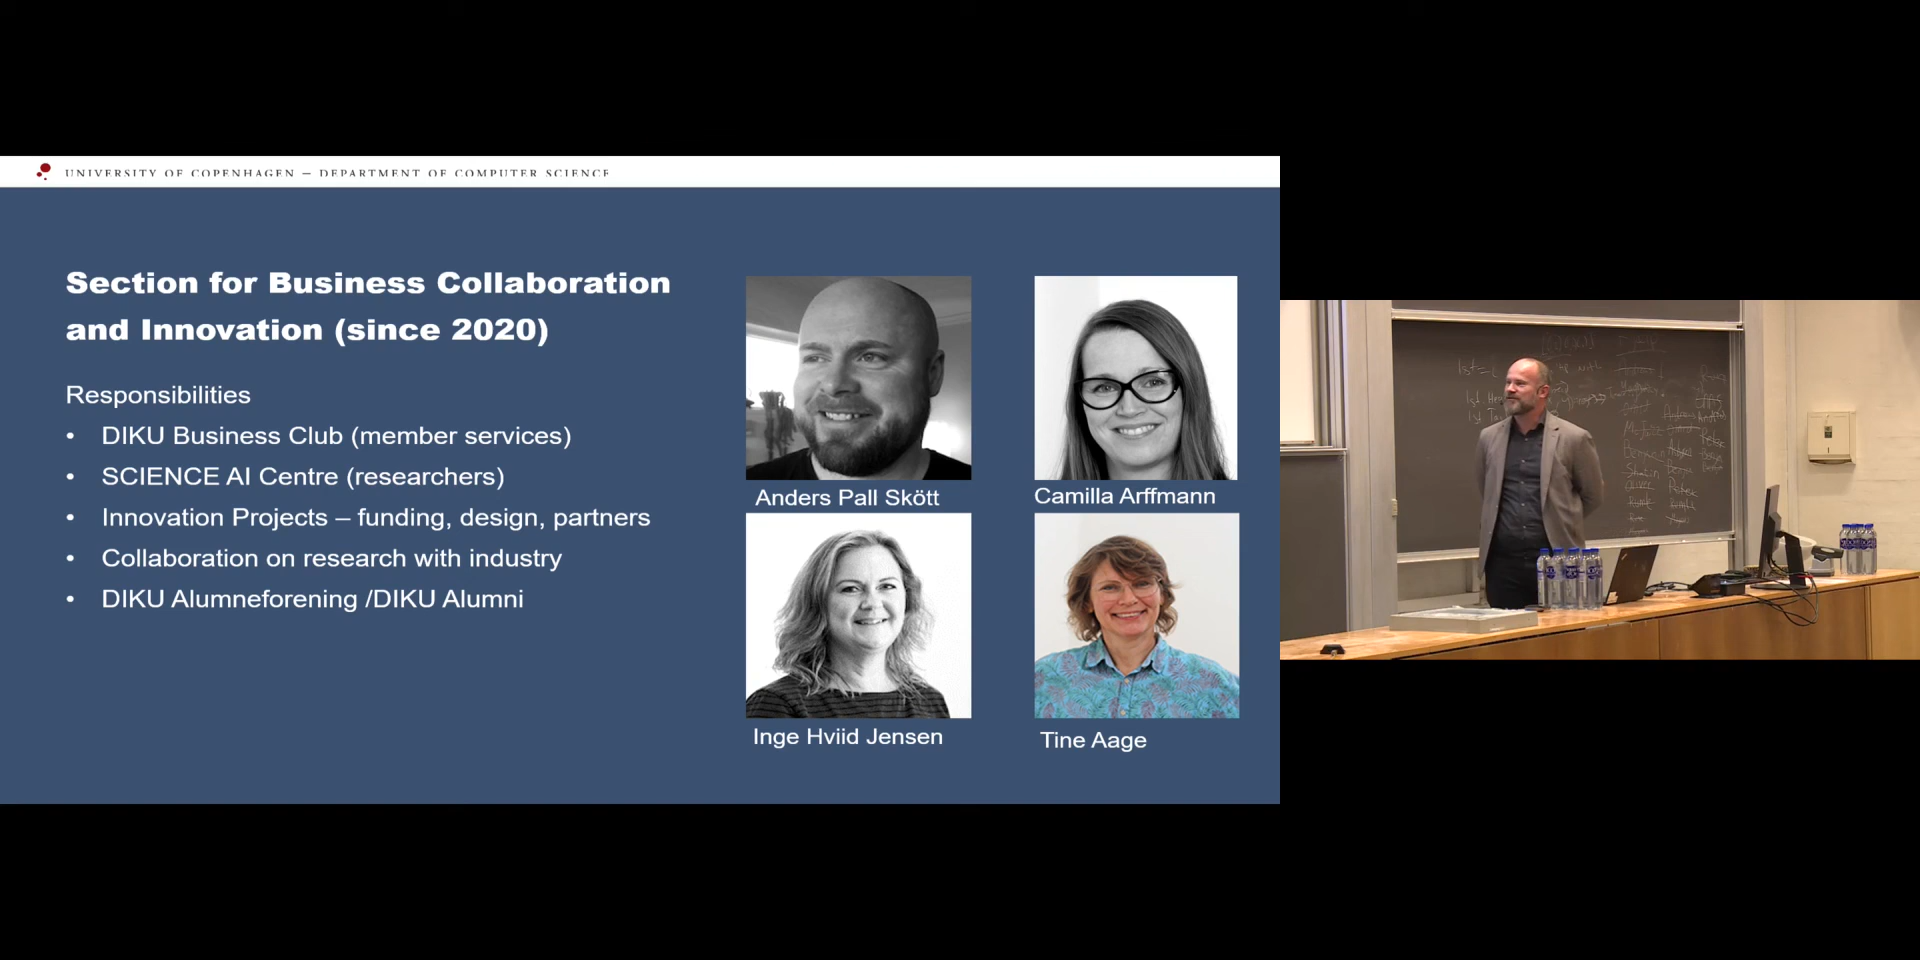 UNIVERSITY OF COPENHAGEN – DEPARTMENT OF COMPUTER SCIENCE
Section for Business Collaboration
and Innovation (since 2020)
Responsibilities
• DIKU Business Club (member services)
• SCIENCE AI Centre (researchers)
• Innovation Projects – funding, design, partners
• Collaboration on research with industry
• DIKU Alumneforening /DIKU Alumni
Anders Pall Skött
Camilla Arffmann
Inge Hviid Jensen
Tine Aage